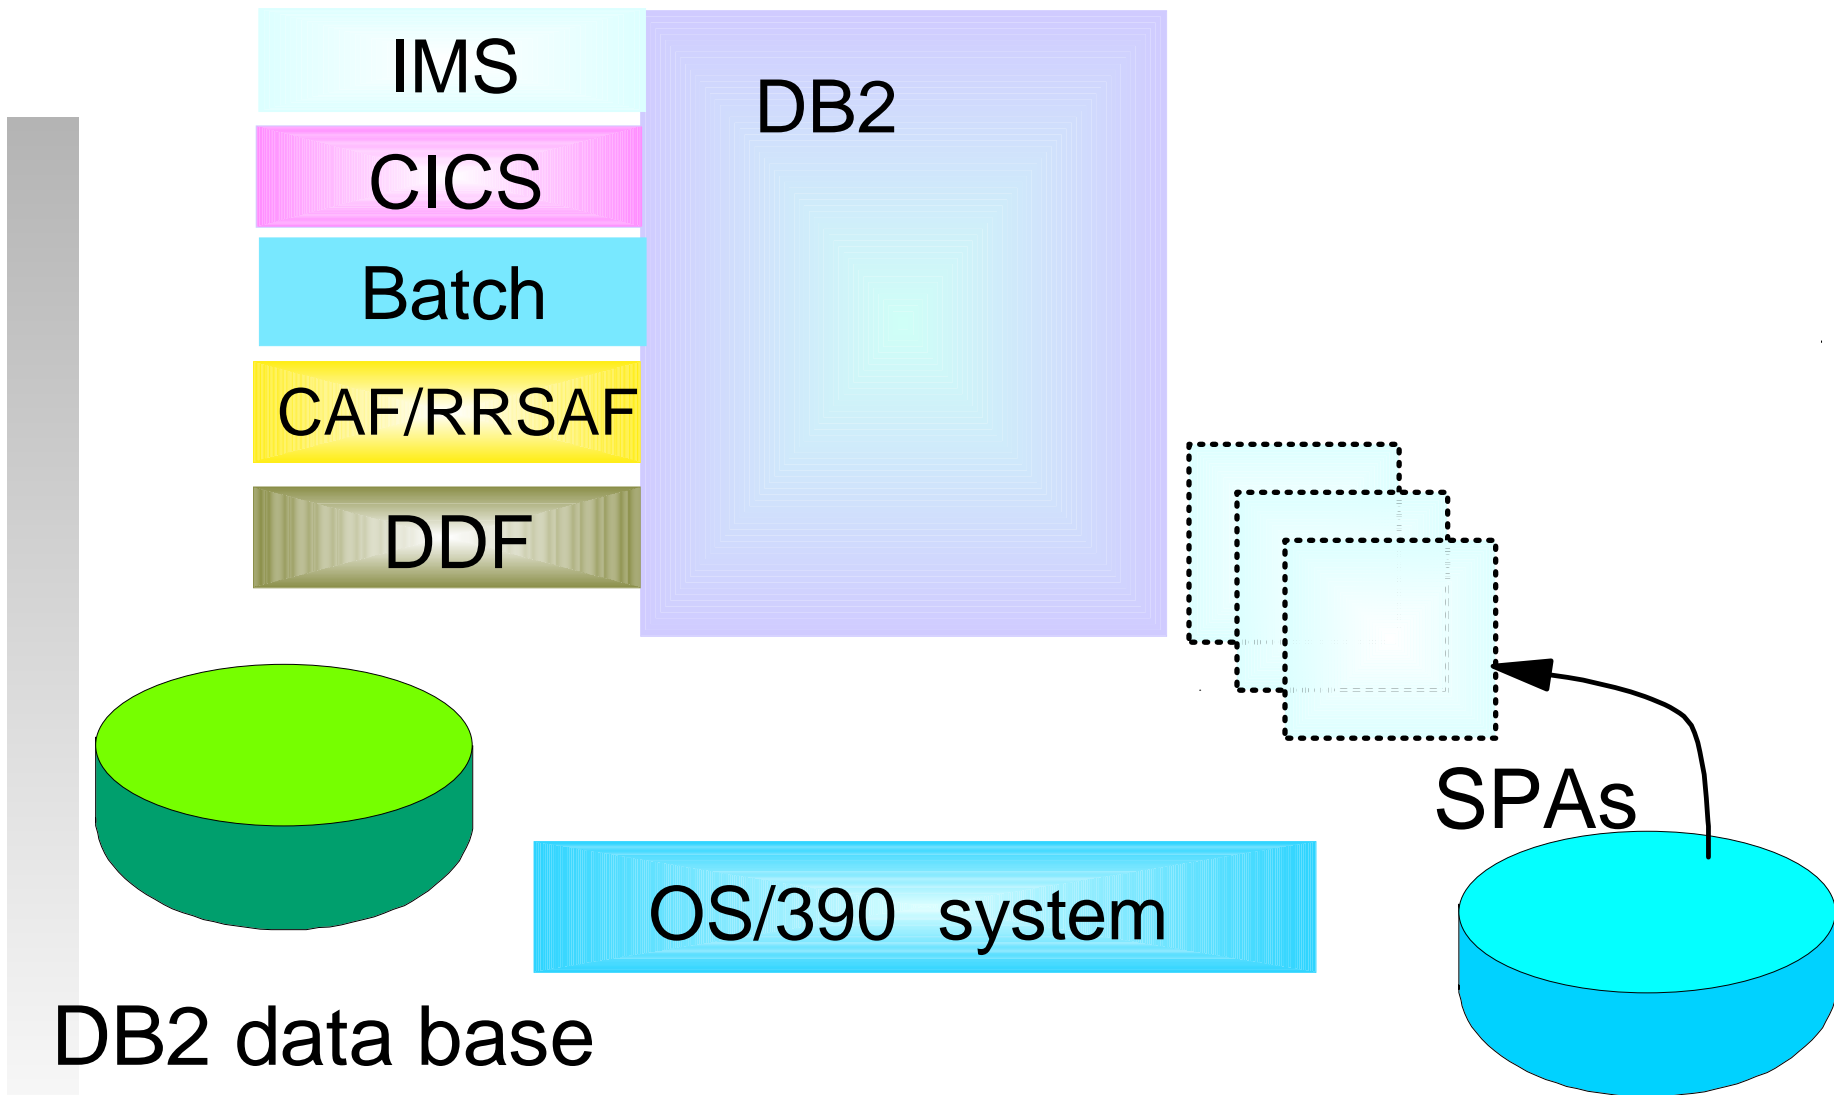 IMS
DB2
CICS
Batch
CAF/RRSAF
DDF
SPAs
OS/390 system
DB2 data base